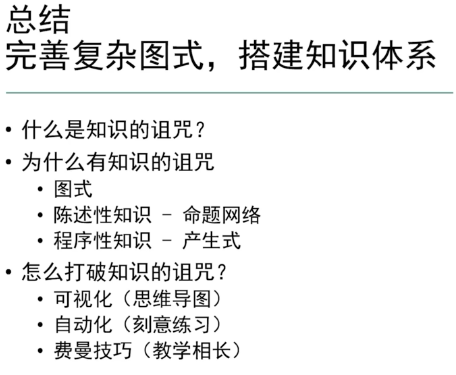 总结
完善复杂图式，搭建知识体系
• 什么是知识的诅咒？
• 为什么有知识的诅咒
• 图式
• 陈述性知识 - 命题网络
• 程序性知识 - 产生式
• 怎么打破知识的诅咒？
• 可视化（思维导图）
• 自动化（刻意练习）
• 费曼技巧（教学相长）